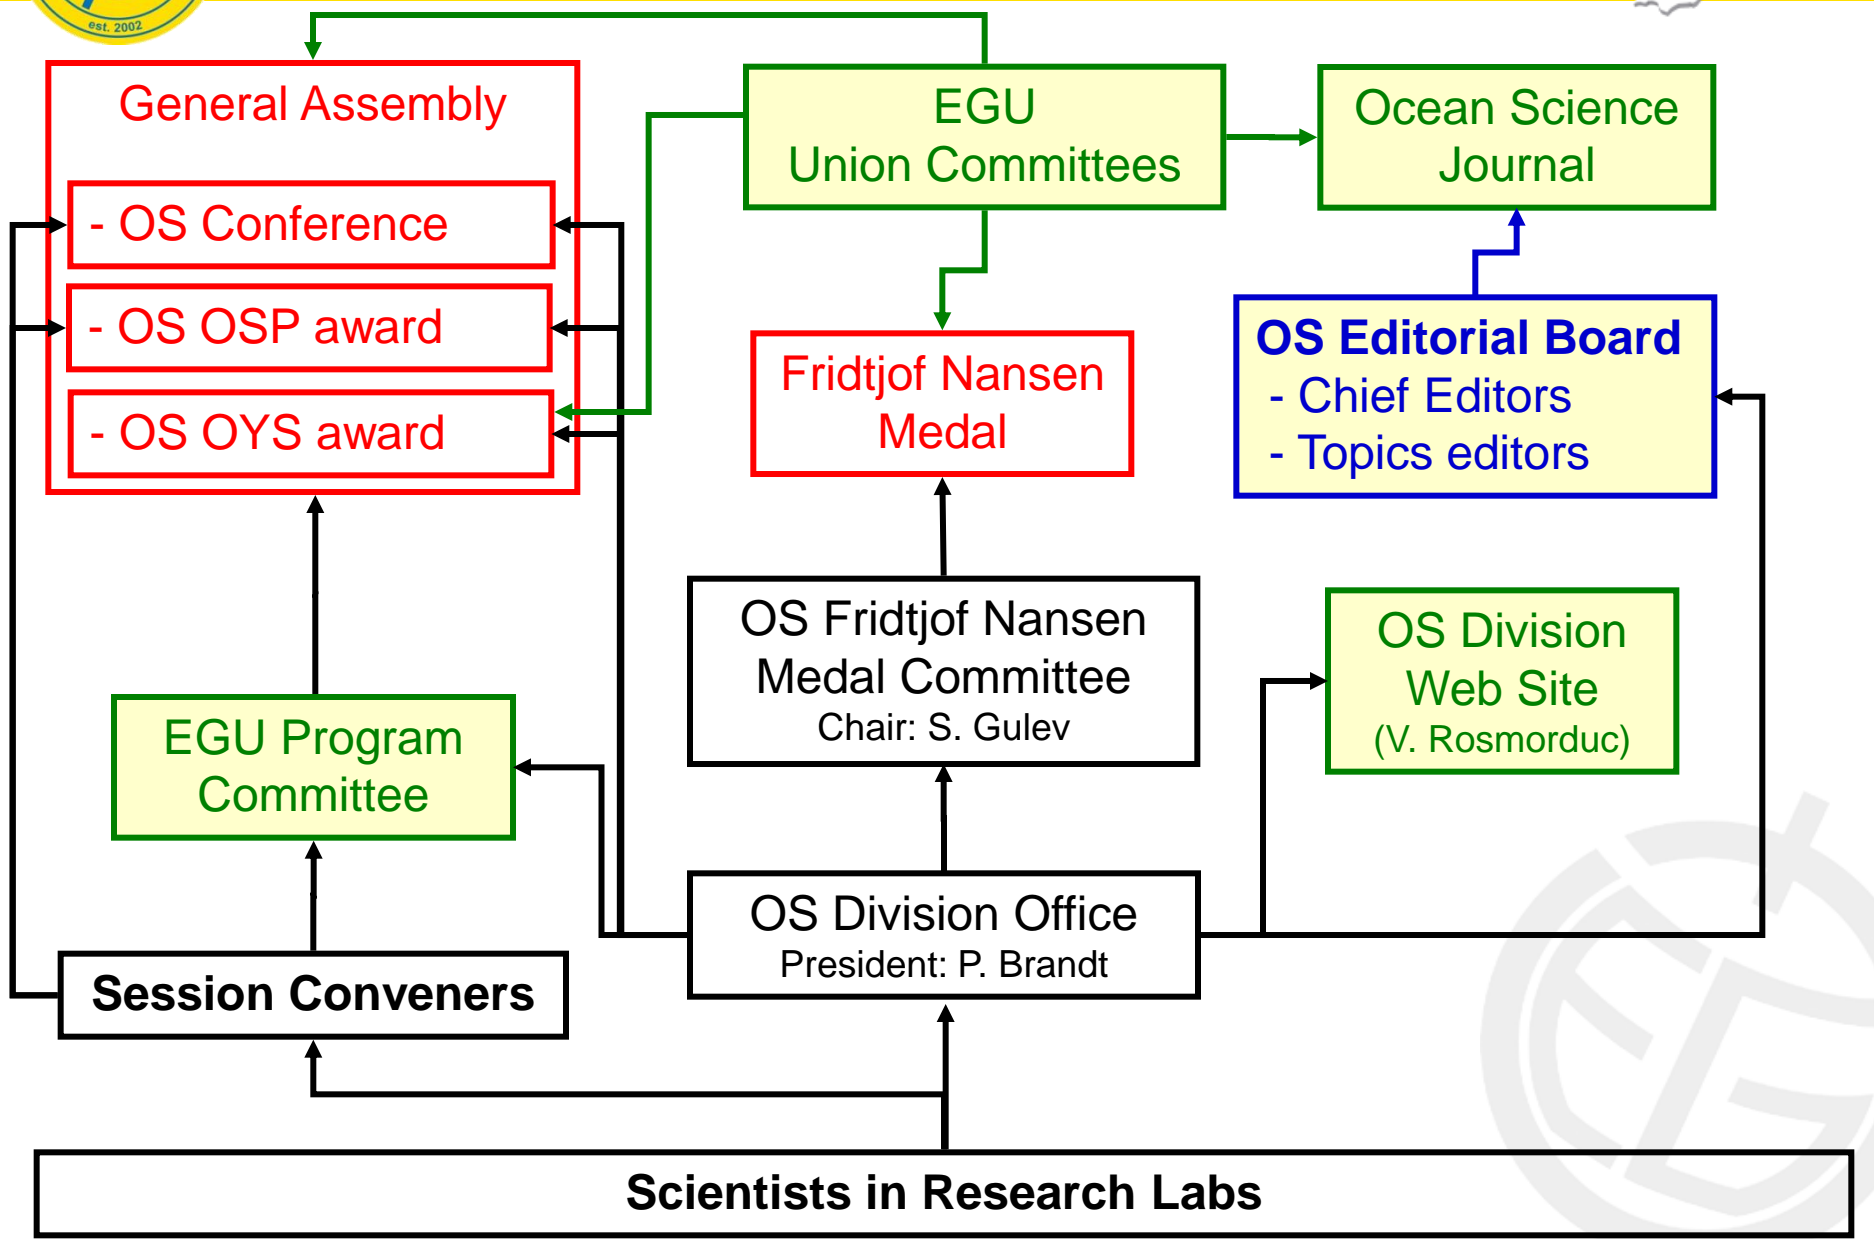 est. 2002
General Assembly
- OS Conference
- OS OSP award
- OS OYS award
EGU
Union Committees
Ocean Science
Journal
Fridtjof Nansen
Medal
OS Editorial Board
- Chief Editors
- Topics editors
OS Fridtjof Nansen
Medal Committee
Chair: S. Gulev
OS Division
Web Site
(V. Rosmorduc)
EGU Program
Committee
OS Division Office
President: P. Brandt
Session Conveners
Scientists in Research Labs